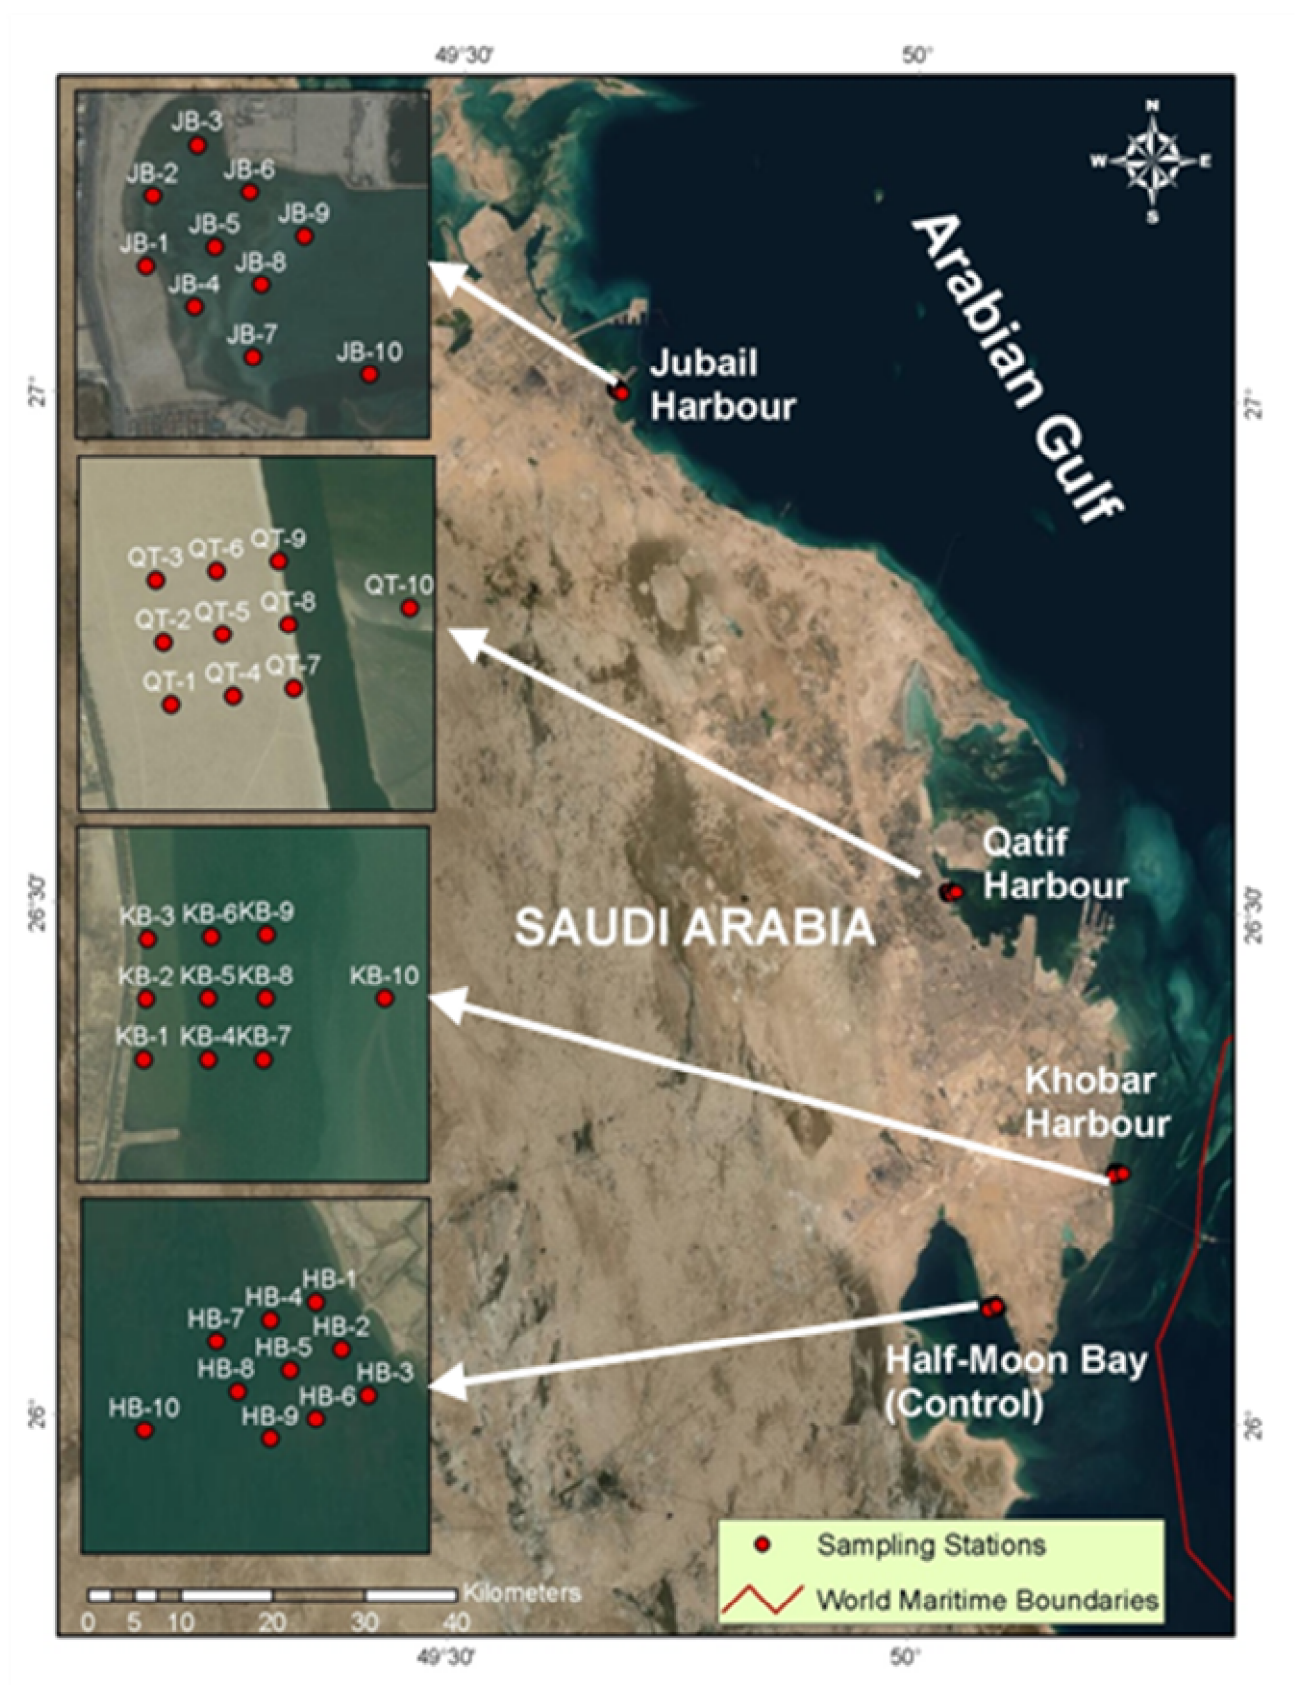 49°30'
50°
N
W
E
S
JB-3
JB-2
JB-6
JB-5
JB-9
JB-1
JB-8
JB-4
JB-7
JB-10
Arabian Gulf
Jubail
Harbour
27°
27°
QT-3
QT-6
QT-9
QT-10
QT-2
QT-5
QT-8
QT-1
QT-4
QT-7
Qatif
Harbour
SAUDI ARABIA
26°30'
26°30'
KB-3
KB-6
KB-9
KB-2
KB-5
KB-8
KB-10
KB-1
KB-4
KB-7
Khobar
Harbour
HB-1
HB-4
HB-7
HB-2
HB-5
HB-8
HB-3
HB-6
HB-10
HB-9
Half-Moon Bay
(Control)
26°
26°
Sampling Stations
World Maritime Boundaries
Kilometers
0 5 10 20 30 40
49°30'
50°